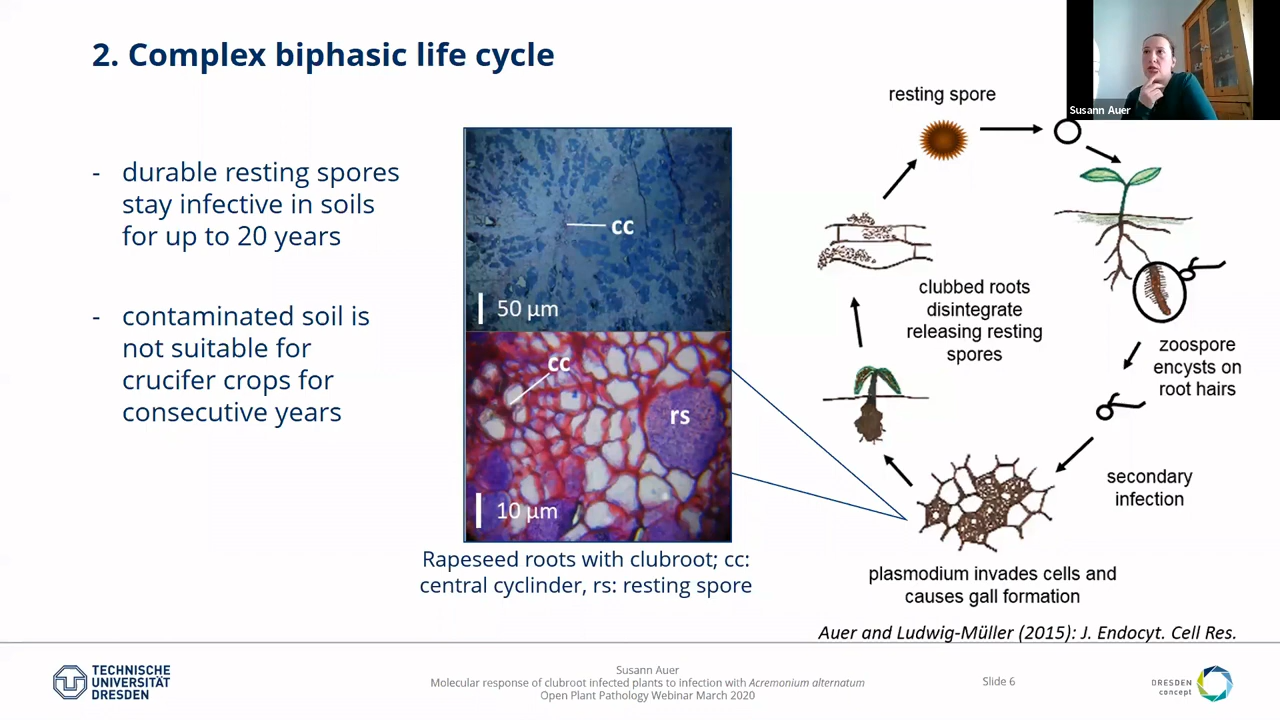 2. Complex biphasic life cycle
Susann Auer
- durable resting spores
stay infective in soils
for up to 20 years
- contaminated soil is
not suitable for
crucifer crops for
consecutive years
cc
50 µm
cc
rs
10 µm
Rapeseed roots with clubroot; cc:
central cyclinder, rs: resting spore
resting spore
clubbed roots
disintegrate
releasing resting
spores
zoospore
encysts on
root hairs
secondary
infection
plasmodium invades cells and
causes gall formation
Auer and Ludwig-Müller (2015): J. Endocyt. Cell Res.
TECHNISCHE
UNIVERSITÄT
DRESDEN
Susann Auer
Molecular response of clubroot infected plants to infection with Acremonium alternatum
Open Plant Pathology Webinar March 2020
Slide 6
DRESDEN
concept